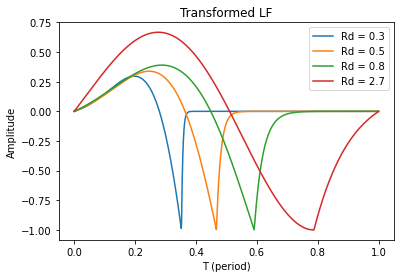 Transformed LF
Rd = 0.3
Rd = 0.5
Rd = 0.8
Rd = 2.7
0.75
0.50
0.25
0.00
−0.25
−0.50
−0.75
−1.00
Amplitude
0.0 0.2 0.4 0.6 0.8 1.0
T (period)